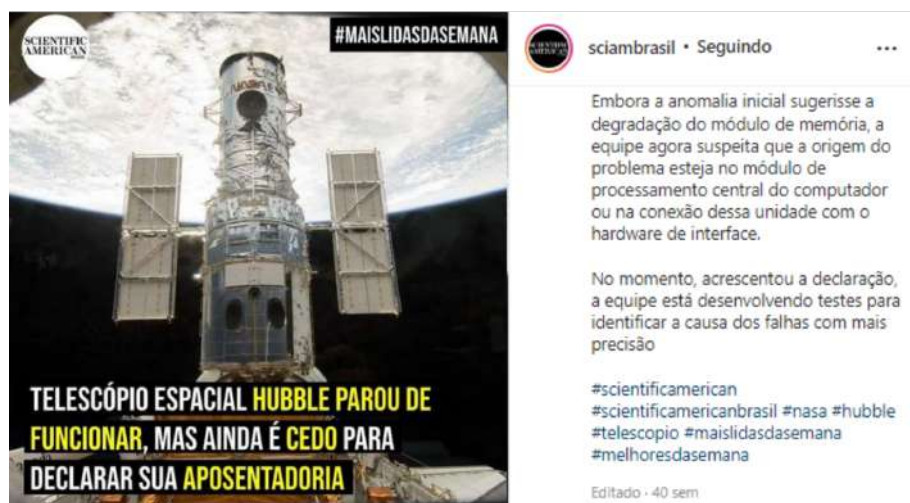 SCIENTIFIC
AMERICAN
#MAISLIDASDASEMANA
TELESCÓPIO ESPACIAL HUBBLE PAROU DE
FUNCIONAR, MAS AINDA É CEDO PARA
DECLARAR SUA APOSENTADORIA
sciambrasil • Seguindo
Embora a anomalia inicial sugerisse a
degradação do módulo de memória, a
equipe agora suspeita que a origem do
problema esteja no módulo de
processamento central do computador
ou na conexão dessa unidade com o
hardware de interface.
No momento, acrescentou a declaração,
a equipe está desenvolvendo testes para
identificar a causa dos falhas com mais
precisão
#scientificamerican
#scientificamericanbrasil #nasa #hubble
#telescopio #maislidasdasemana
#melhoresdasemana
Editado · 40 sem